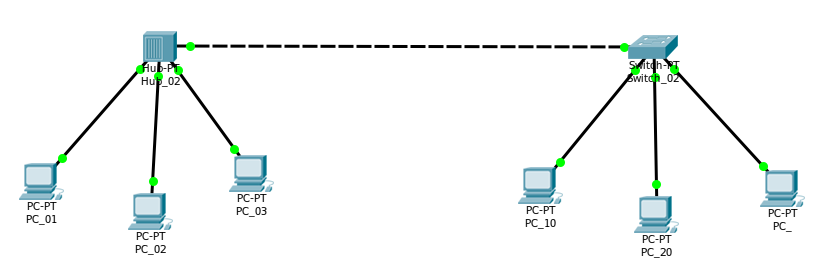 Hub-PT
Hub_02
Switch-PT
Switch_02
PC-PT
PC_01
PC-PT
PC_02
PC-PT
PC_03
PC-PT
PC_10
PC-PT
PC_20
PC-PT
PC_